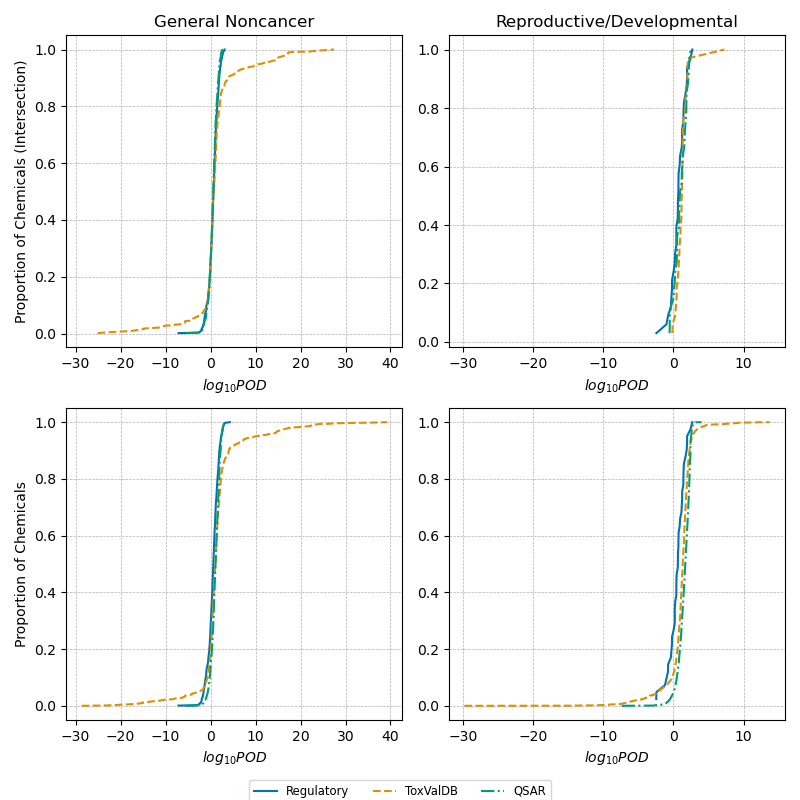 General Noncancer
Reproductive/Developmental
Proportion of Chemicals (Intersection)
1.0
0.8
0.6
0.4
0.2
0.0
−30 −20 −10 0 10 20 30 40
log10POD
1.0
0.8
0.6
0.4
0.2
0.0
−30 −20 −10 0 10
log10POD
Proportion of Chemicals
1.0
0.8
0.6
0.4
0.2
0.0
−30 −20 −10 0 10 20 30 40
log10POD
1.0
0.8
0.6
0.4
0.2
0.0
−30 −20 −10 0 10
log10POD
Regulatory ToxValDB QSAR